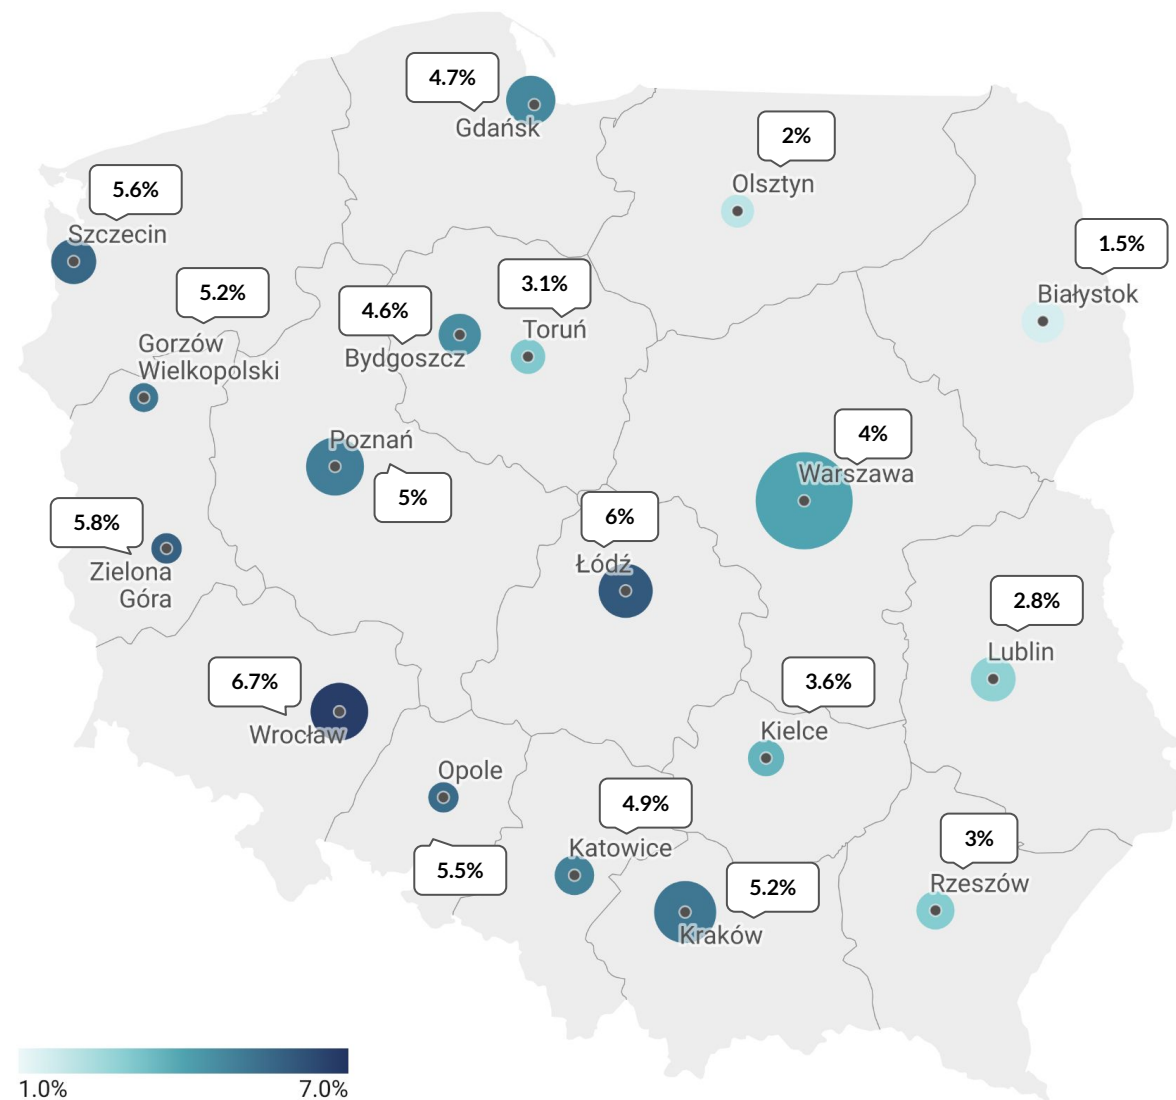 4.7%
Gdańsk
2%
Olsztyn
5.6%
Szczecin
1.5%
Białystok
5.2%
Gorzów
Wielkopolski
4.6%
Bydgoszcz
3.1%
Toruń
Poznań
5%
4%
Warszawa
5.8%
Zielona
Góra
6%
Łódź
2.8%
Lublin
6.7%
Wrocław
3.6%
Kielce
Opole
5.5%
4.9%
Katowice
5.2%
Kraków
3%
Rzeszów
1.0%
7.0%